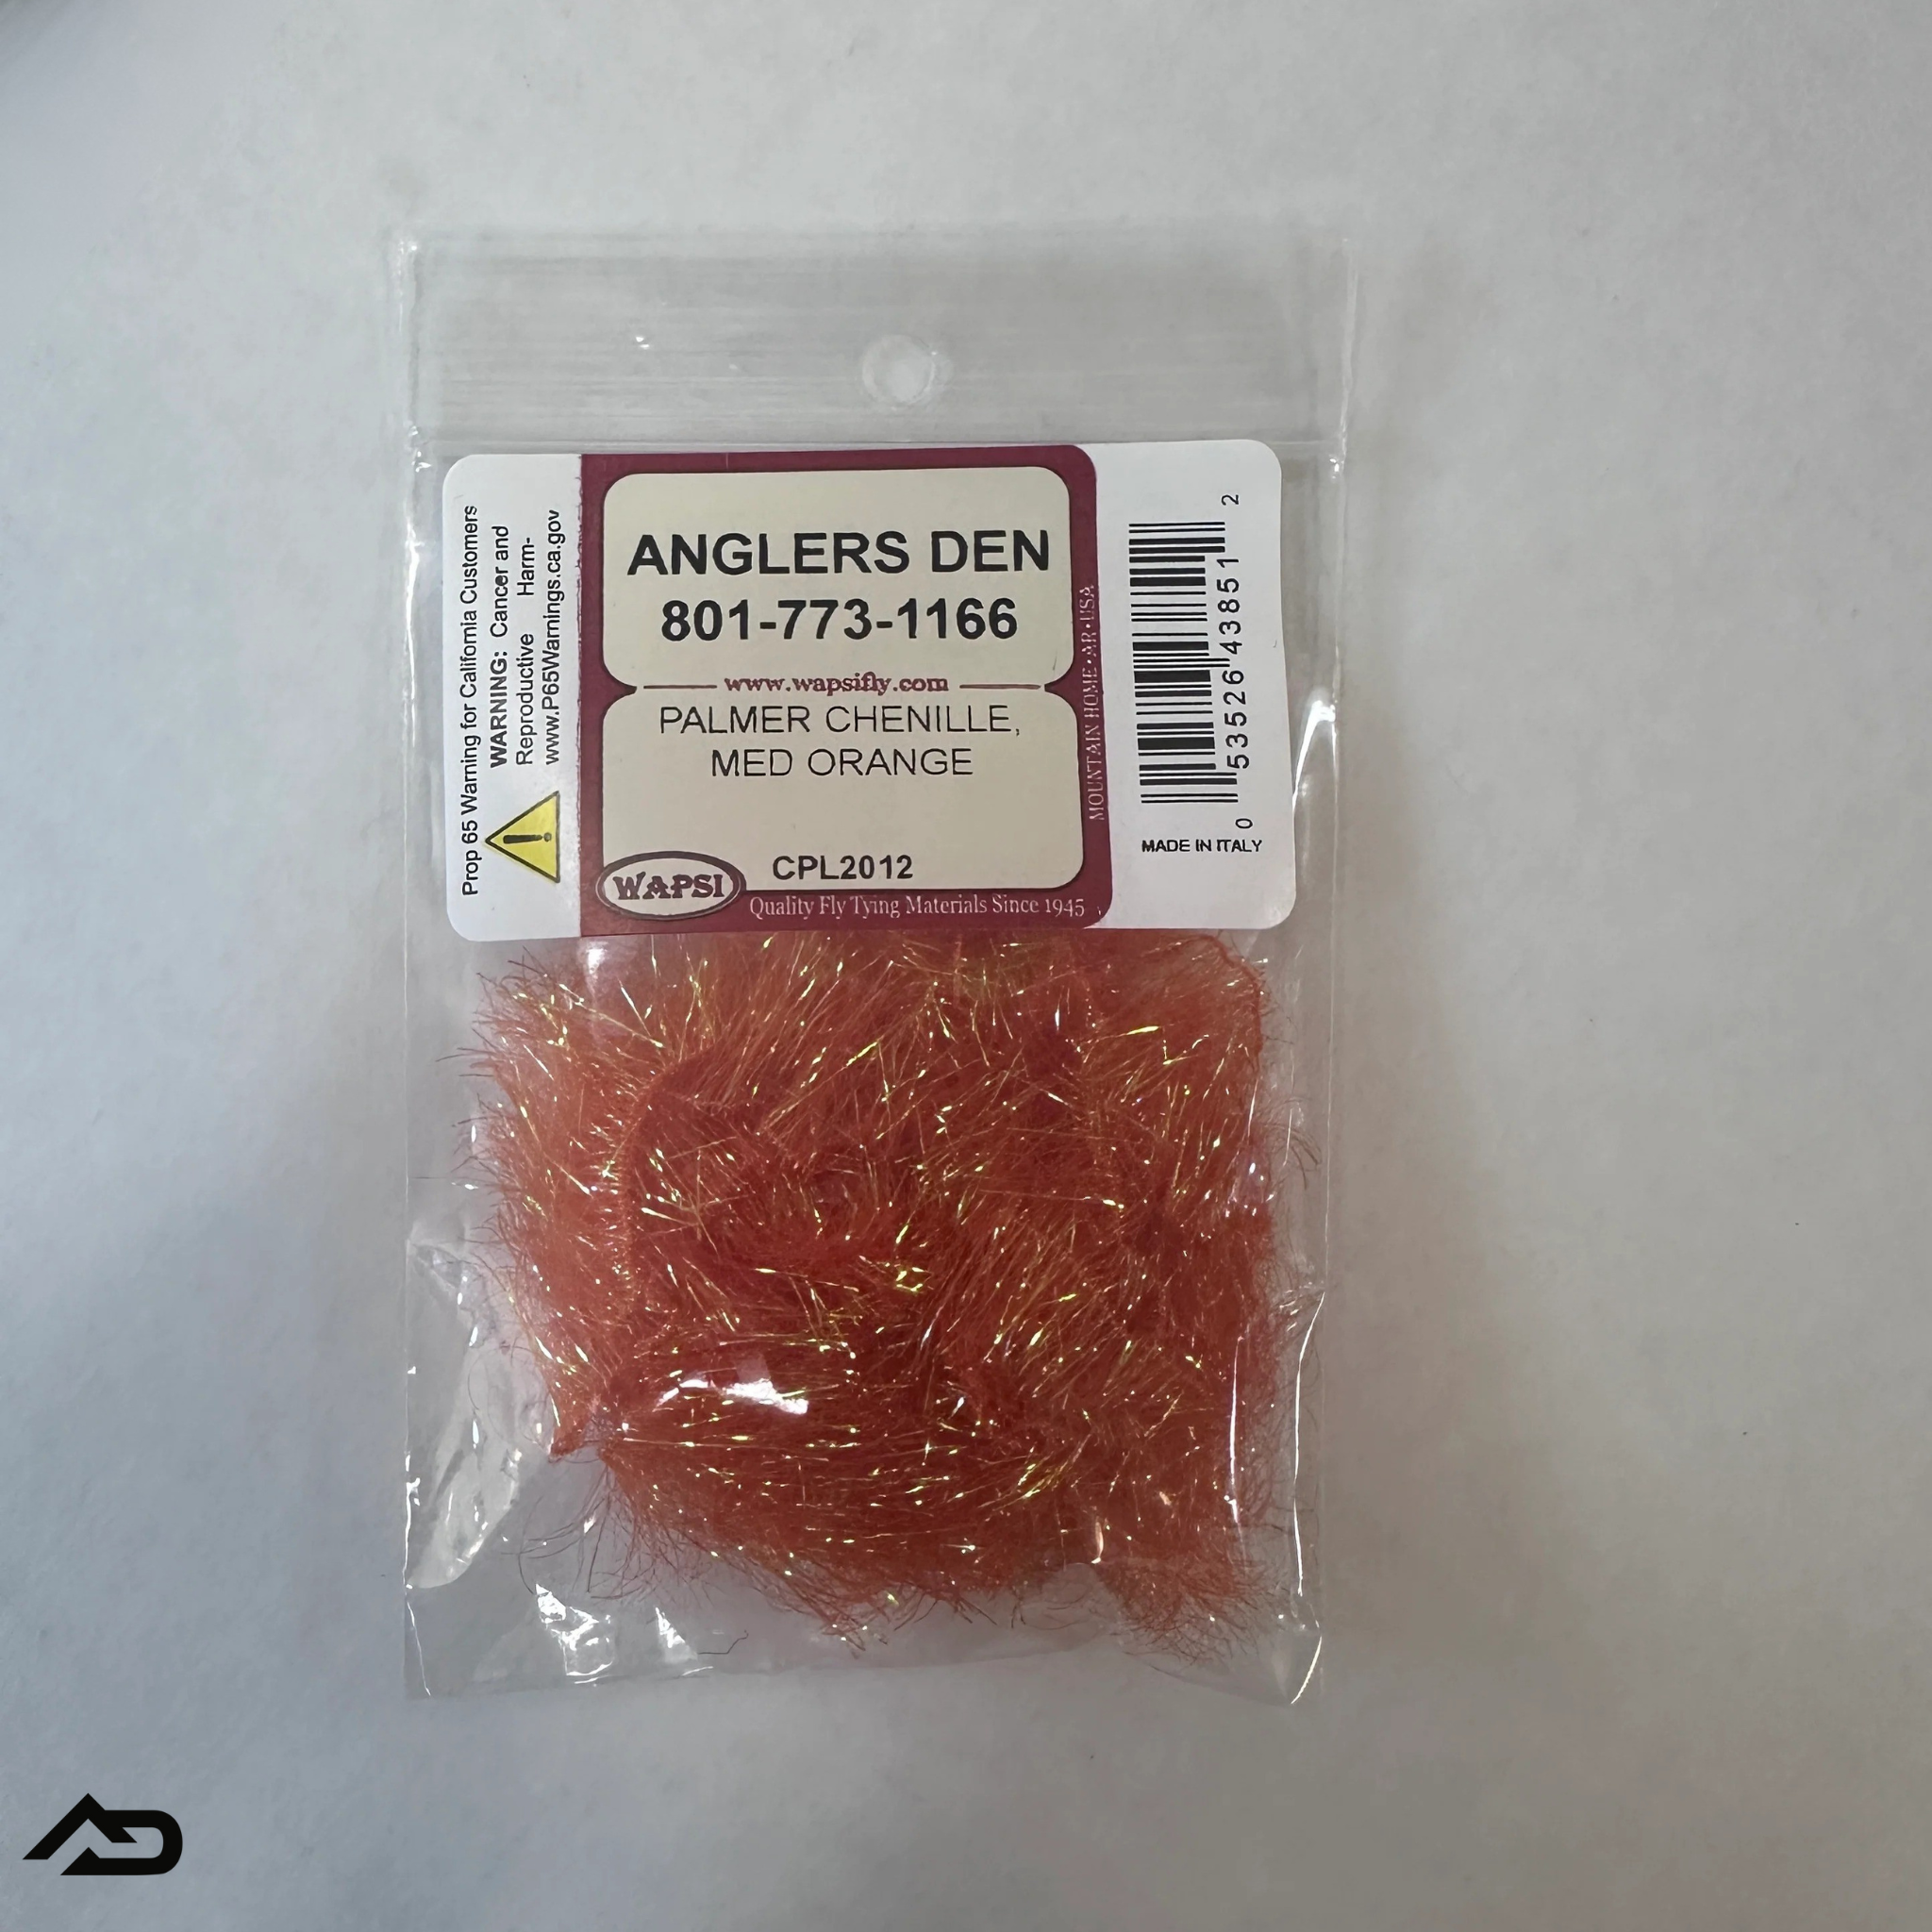 Prop 65 Warning for California Customers
WARNING: Cancer and
Reproductive Harm-
www.P65Warnings.ca.gov
ANGLERS DEN
801-773-1166
www.wapsifly.com
PALMER CHENILLE,
MED ORANGE
CPL2012
WAPSI
Quality Fly Tying Materials Since 1945
MOUNTAIN HOME • AR • USA
0 53526 43851 2
MADE IN ITALY
AD